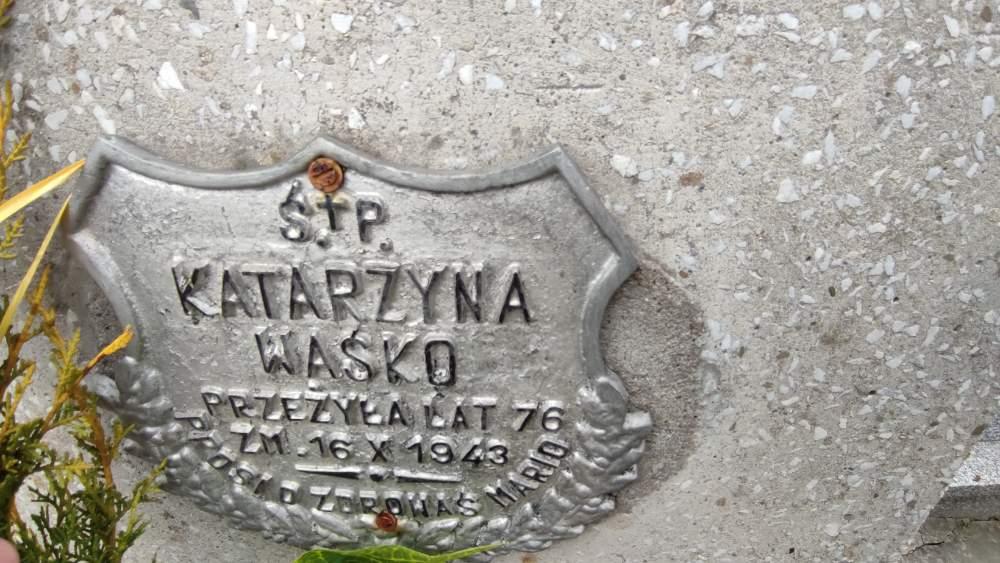 Ś.†P.
KATARZYNA
WAŚKO
PRZEŻYŁA LAT 76
ZM. 16 X 1943
PROSI O ZDROWAŚ MARIO